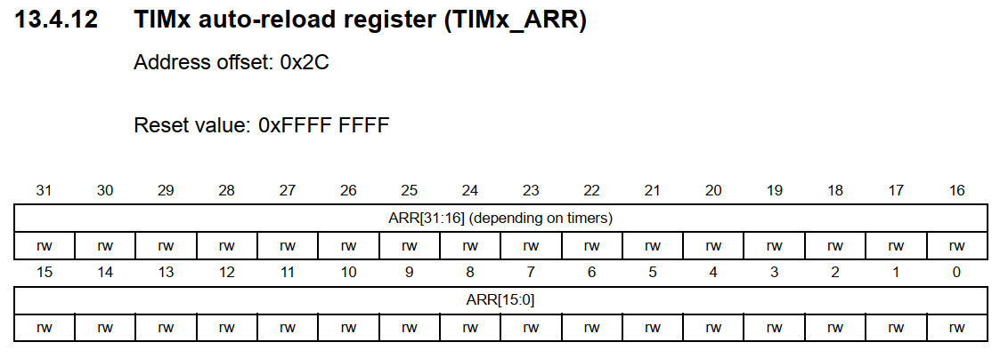 13.4.12 TIMx auto-reload register (TIMx_ARR)
Address offset: 0x2C
Reset value: 0xFFFF FFFF
31 30 29 28 27 26 25 24 23 22 21 20 19 18 17 16
ARR[31:16] (depending on timers)
rw rw rw rw rw rw rw rw rw rw rw rw rw rw rw rw
15 14 13 12 11 10 9 8 7 6 5 4 3 2 1 0
ARR[15:0]
rw rw rw rw rw rw rw rw rw rw rw rw rw rw rw rw